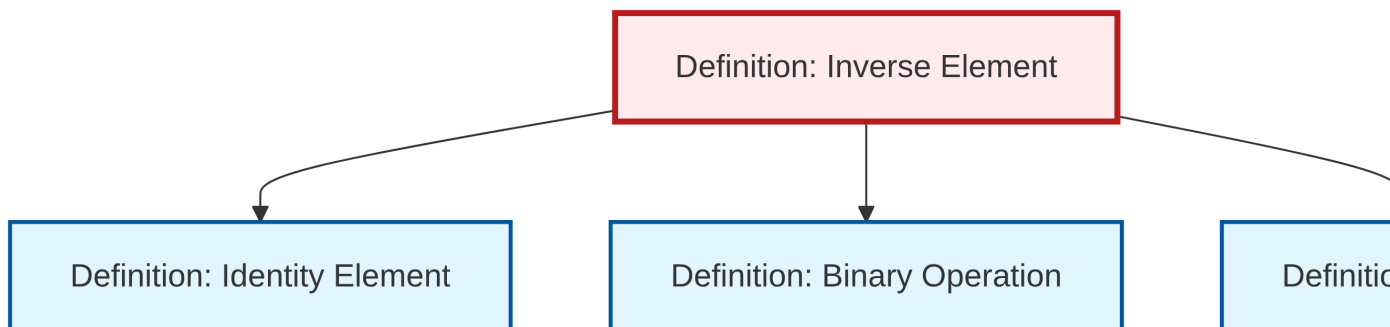 Definition: Inverse Element
Definition: Identity Element
Definition: Binary Operation